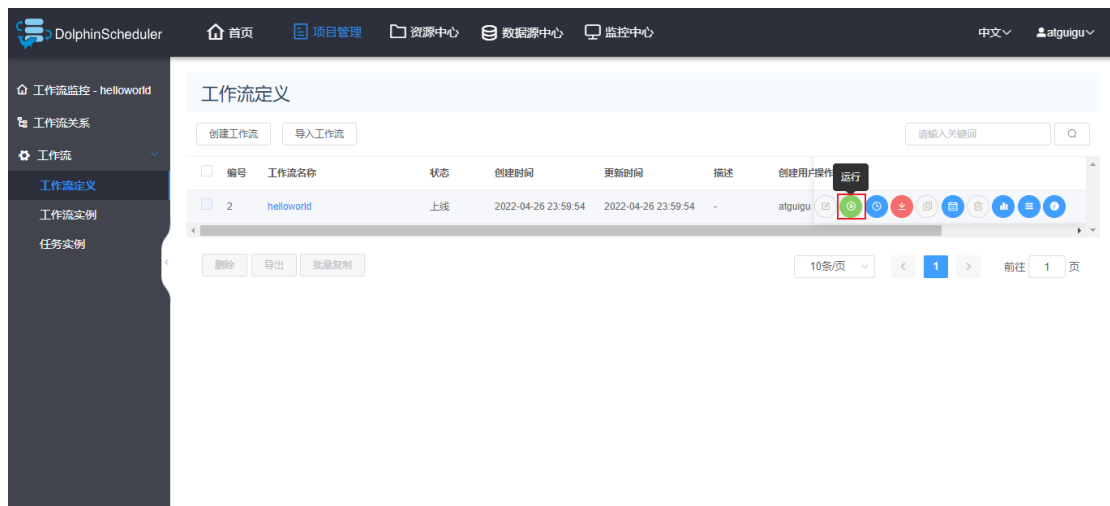 DolphinScheduler 首页 项目管理 资源中心 数据源中心 监控中心 中文 atguigu
工作流监控 - helloworld
工作流关系
工作流
工作流定义
工作流实例
任务实例
工作流定义
创建工作流 导入工作流 请输入关键词
运行
编号 工作流名称 状态 创建时间 更新时间 描述 创建用户 操作
2 helloworld 上线 2022-04-26 23:59:54 2022-04-26 23:59:54 - atguigu
删除 导出 批量复制 10条/页 1 前往 1 页